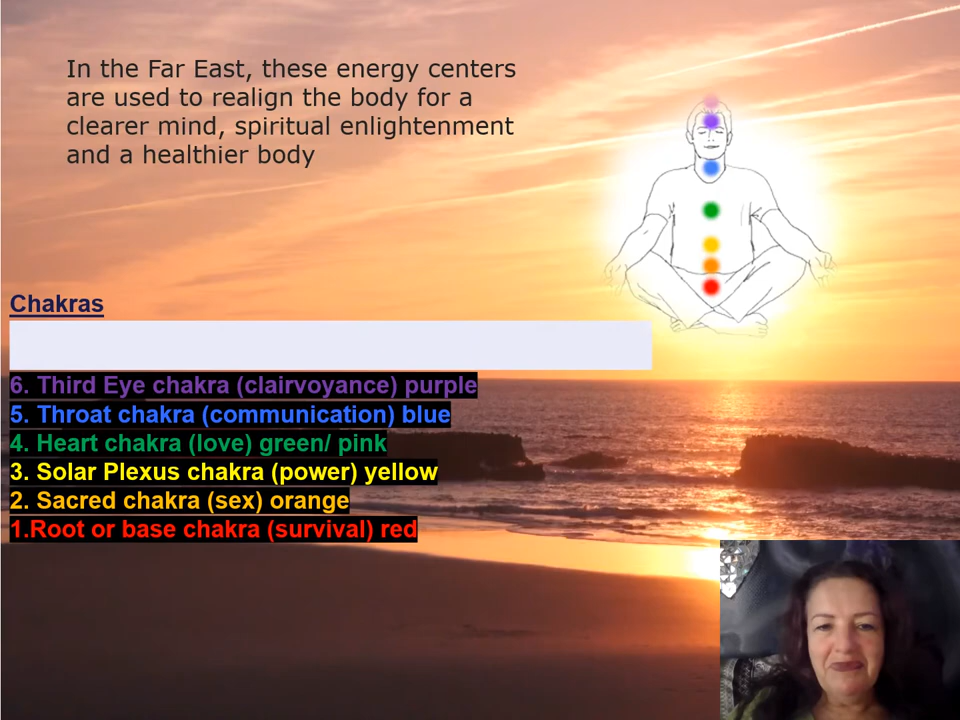 In the Far East, these energy centers
are used to realign the body for a
clearer mind, spiritual enlightenment
and a healthier body
Chakras
6. Third Eye chakra (clairvoyance) purple
5. Throat chakra (communication) blue
4. Heart chakra (love) green/ pink
3. Solar Plexus chakra (power) yellow
2. Sacred chakra (sex) orange
1.Root or base chakra (survival) red